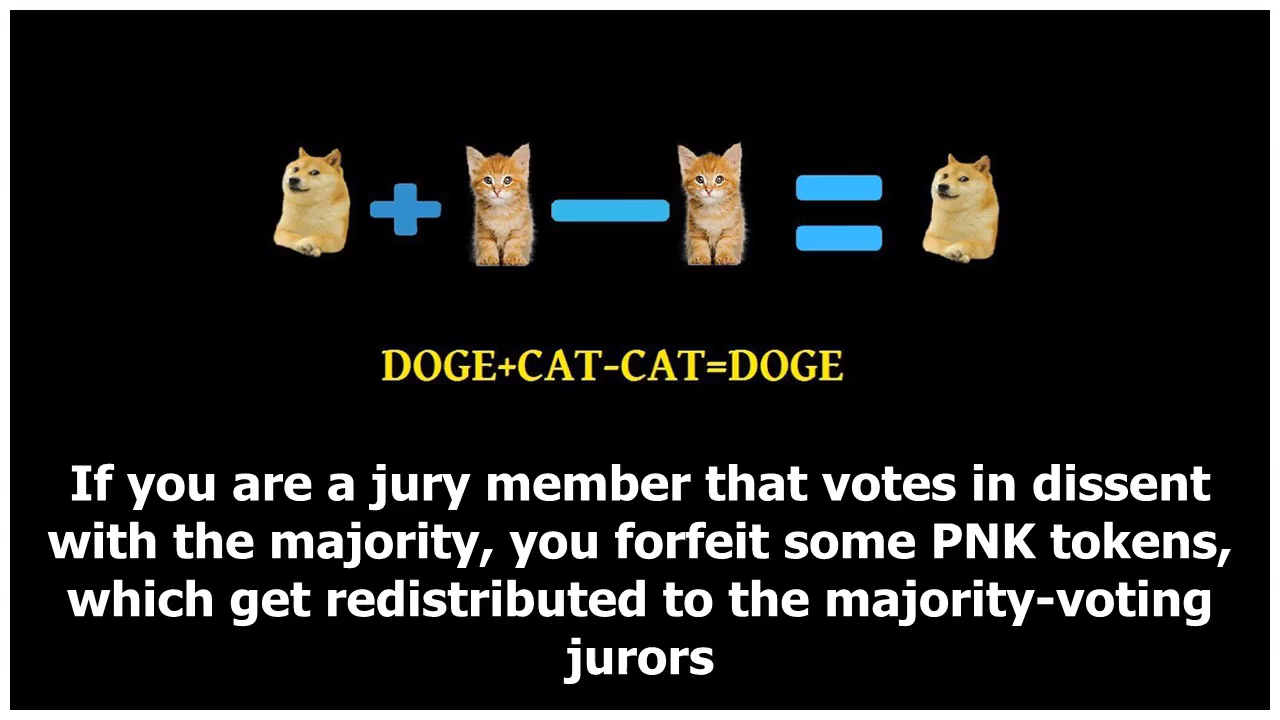 DOGE+CAT-CAT=DOGE
If you are a jury member that votes in dissent
with the majority, you forfeit some PNK tokens,
which get redistributed to the majority-voting
jurors